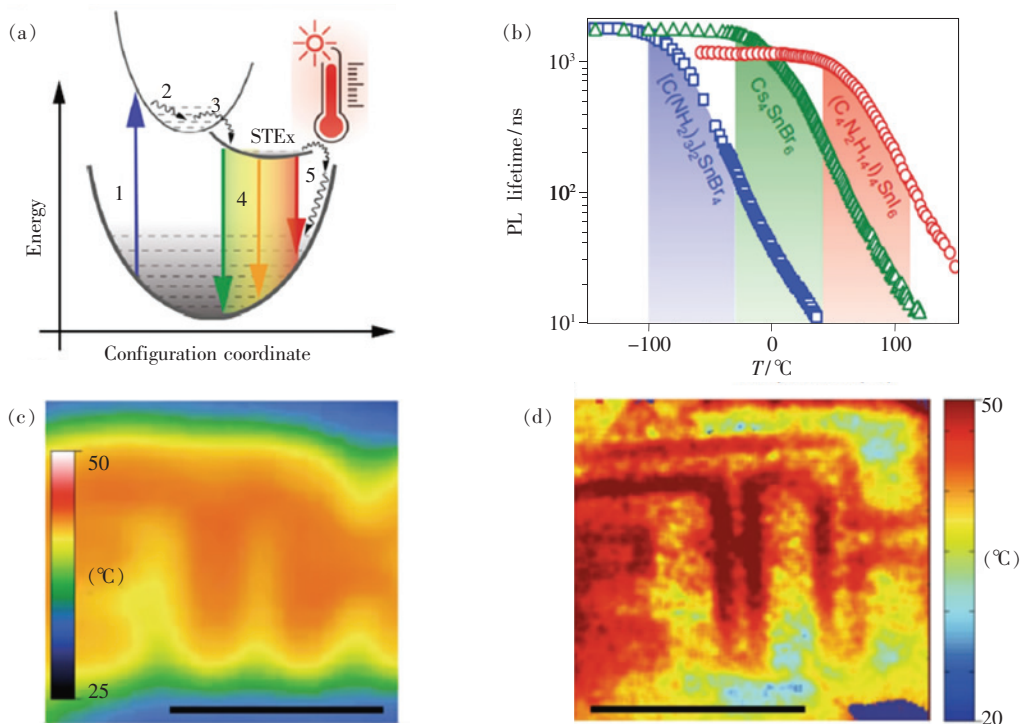 (a)
2
3
STEx
1
4
5
Energy
Configuration coordinate
(b)
10³
10²
10¹
PL lifetime/ns
[C(NH₂)₃]₂SnBr₄
Cs₄SnBr₆
(C₄N₂H₁₄I)₄SnI₆
−100
0
100
T/℃
(c)
50
(℃)
25
(d)
50
(℃)
20